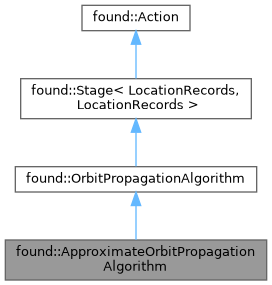 found::Action
found::Stage< LocationRecords,
LocationRecords >
found::OrbitPropagationAlgorithm
found::ApproximateOrbitPropagation
Algorithm